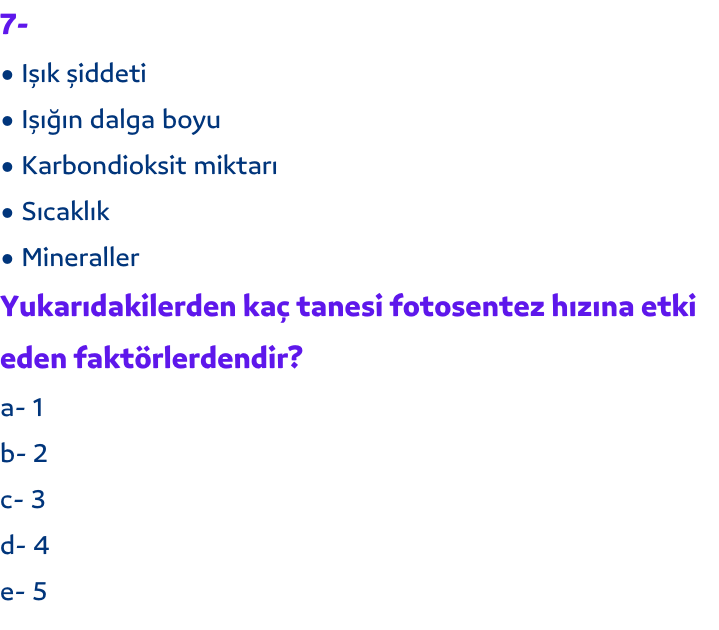 7-
• Işık şiddeti
• Işığın dalga boyu
• Karbondioksit miktarı
• Sıcaklık
• Mineraller
Yukarıdakilerden kaç tanesi fotosentez hızına etki
eden faktörlerdendir?
a- 1
b- 2
c- 3
d- 4
e- 5